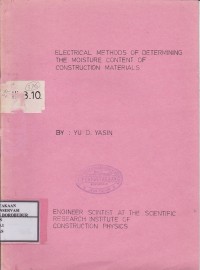 ELECTRICAL METHODS OF DETERMINING
THE MOISTURE CONTENT OF
CONSTRUCTION MATERIALS
3.10
BY : YU D. YASIN
ENGINEER SCINTIST AT THE SCIENTIFIC
RESEARCH INSTITUTE OF
CONSTRUCTION PHYSICS